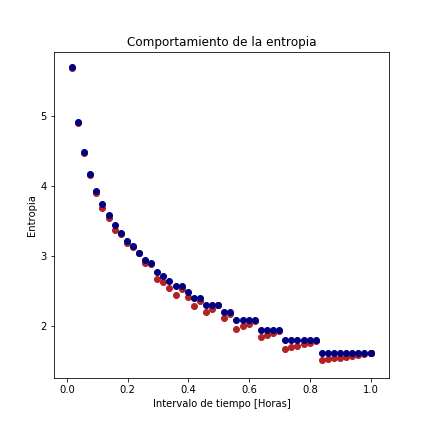 Comportamiento de la entropia
Entropia
5
4
3
2
0.0 0.2 0.4 0.6 0.8 1.0
Intervalo de tiempo [Horas]